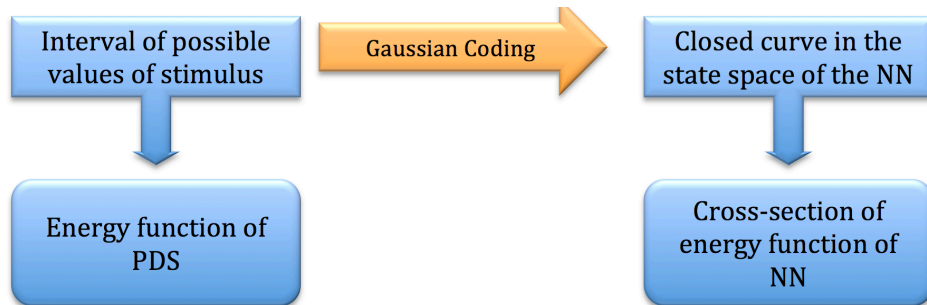 Interval of possible
values of stimulus
Gaussian Coding
Closed curve in the
state space of the NN
Energy function of
PDS
Cross-section of
energy function of
NN